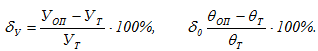 δ_У = (У_ОП − У_Т) / У_Т · 100%, δ_0 = (θ_ОП − θ_Т) / θ_Т · 100%.